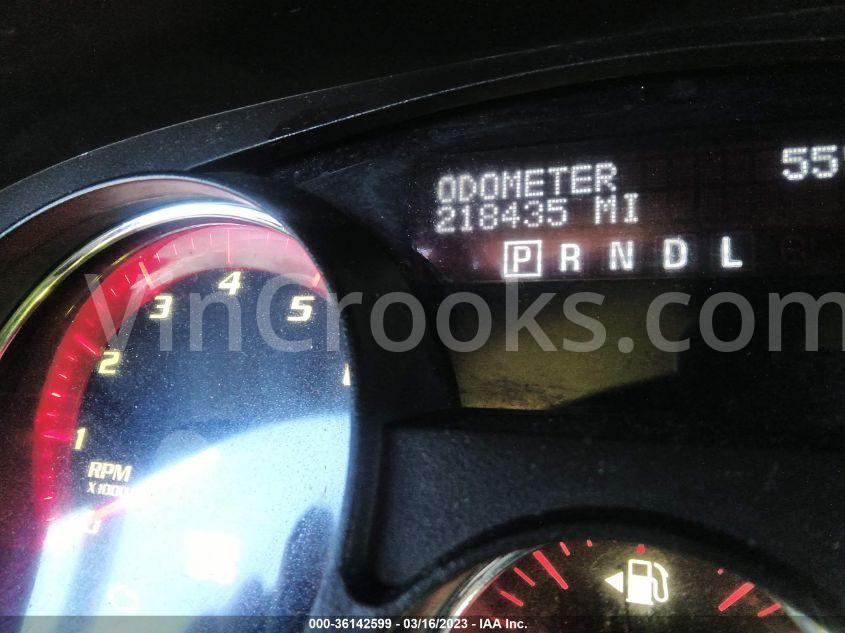 ODOMETER 55°
218435 MI
P R N D L
1 2 3 4 5
RPM
X 1000
VinCrooks.com
000-36142599 - 03/16/2023 - IAA Inc.